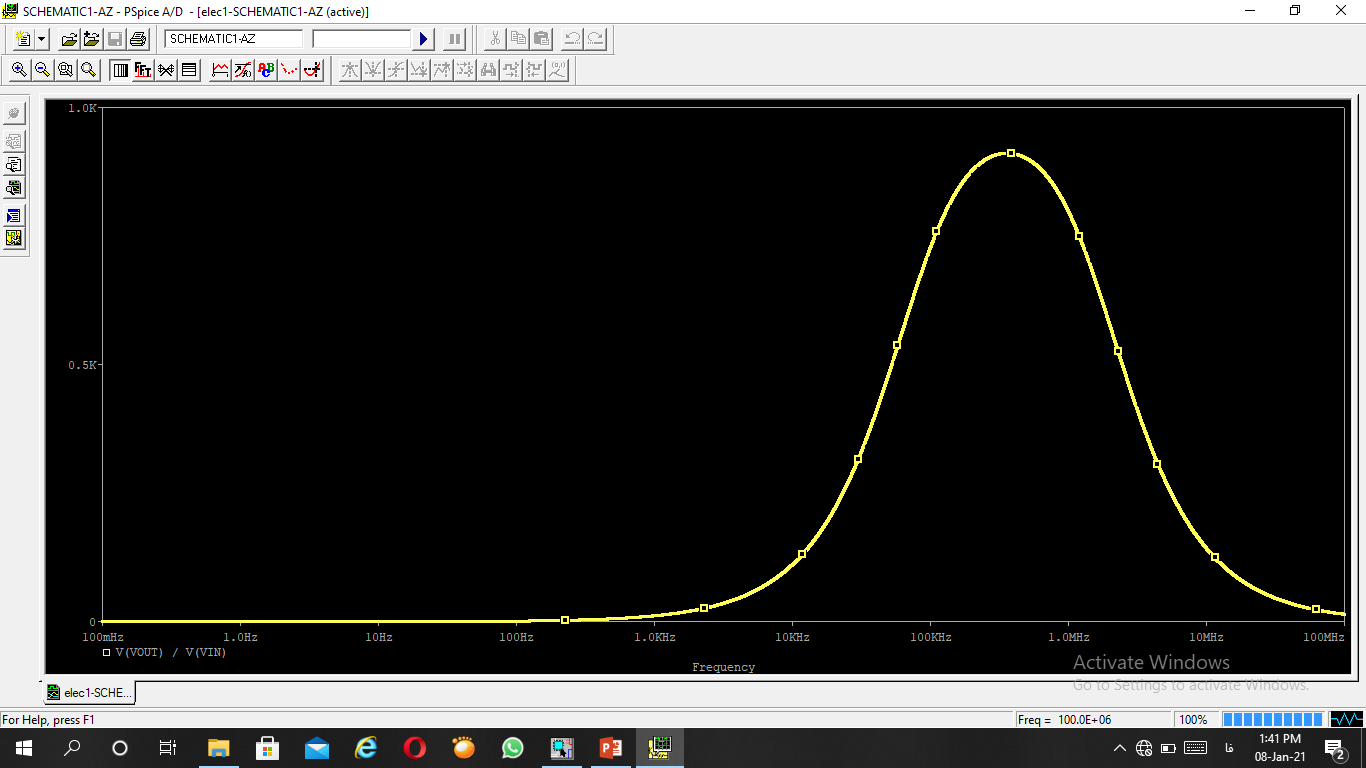 SCHEMATIC1-AZ - PSpice A/D - [elec1-SCHEMATIC1-AZ (active)]
SCHEMATIC1-AZ
FFT
1.0K
0.5K
0
100mHz 1.0Hz 10Hz 100Hz 1.0KHz 10KHz 100KHz 1.0MHz 10MHz 100MHz
V(VOUT) / V(VIN)
Frequency
Activate Windows
Go to Settings to activate Windows.
elec1-SCHE...
For Help, press F1
Freq = 100.0E+06
100%
فا
1:41 PM
08-Jan-21
2